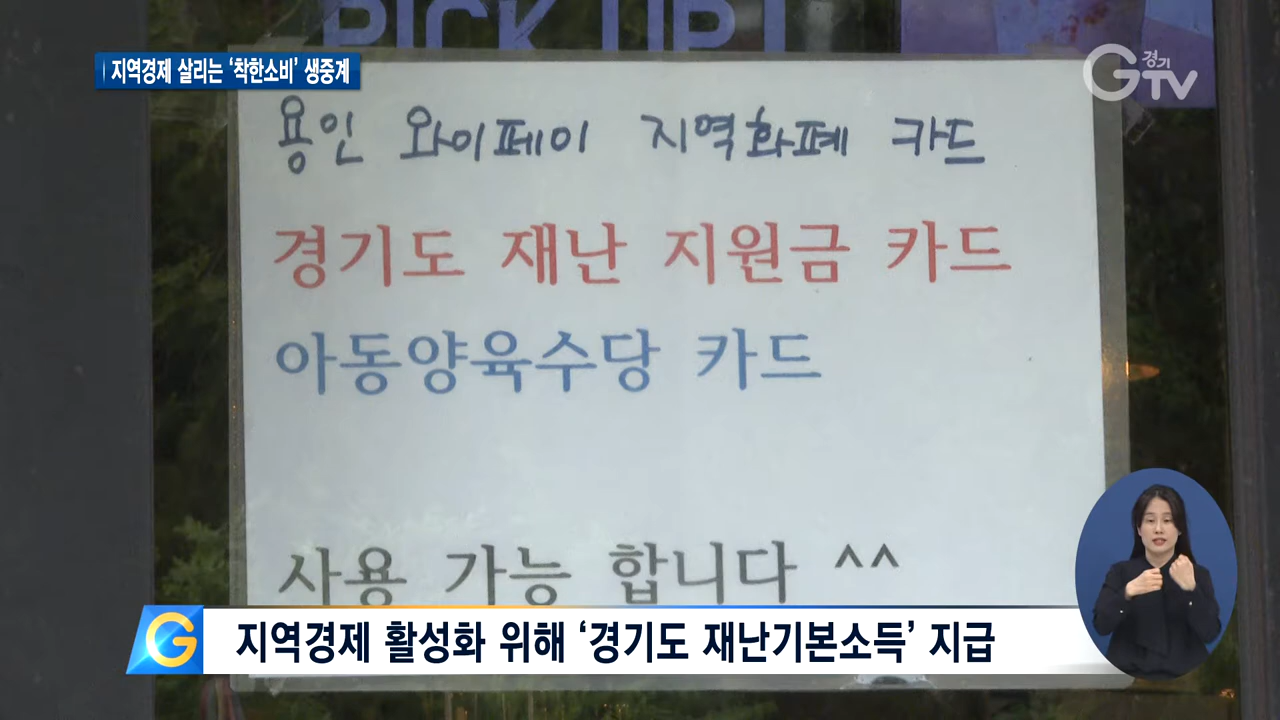 PICK UP!
지역경제 살리는 ‘착한소비’ 생중계
경기
GTV
용인 와이페이 지역화폐 카드
경기도 재난 지원금 카드
아동양육수당 카드
사용 가능 합니다 ^^
G 지역경제 활성화 위해 ‘경기도 재난기본소득’ 지급